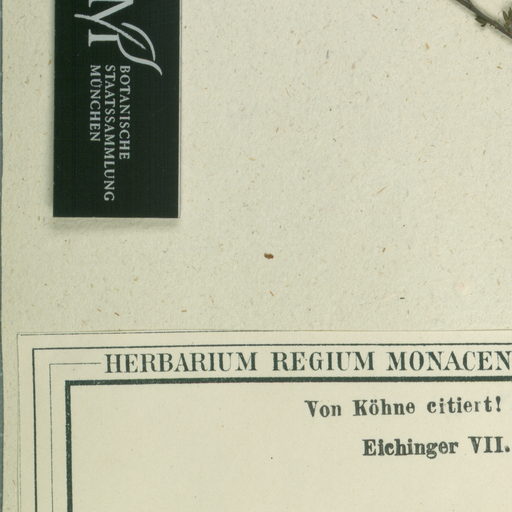 M
BOTANISCHE
STAATSSAMMLUNG
MÜNCHEN
HERBARIUM REGIUM MONACEN
Von Köhne citiert!
Eichinger VII.